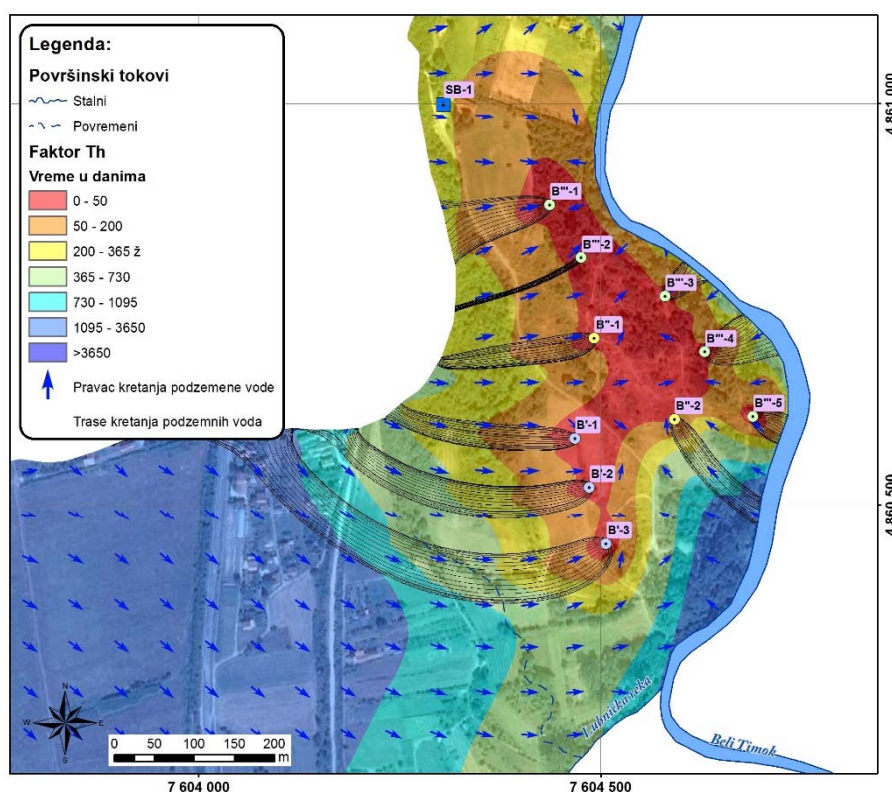 Legenda:
Površinski tokovi
Stalni
Povremeni
Faktor Th
Vreme u danima
0 - 50
50 - 200
200 - 365 ž
365 - 730
730 - 1095
1095 - 3650
>3650
Pravac kretanja podzemene vode
Trase kretanja podzemnih voda
SB-1
4 861 000
B'''-1
B'''-2
B'''-3
B''-1
B'''-4
B'''-5
B''-2
B'-1
B'-2
4 860 500
B'-3
Lubnička reka
Beli Timok
N
W E
S
0 50 100 150 200
m
7 604 000
7 604 500